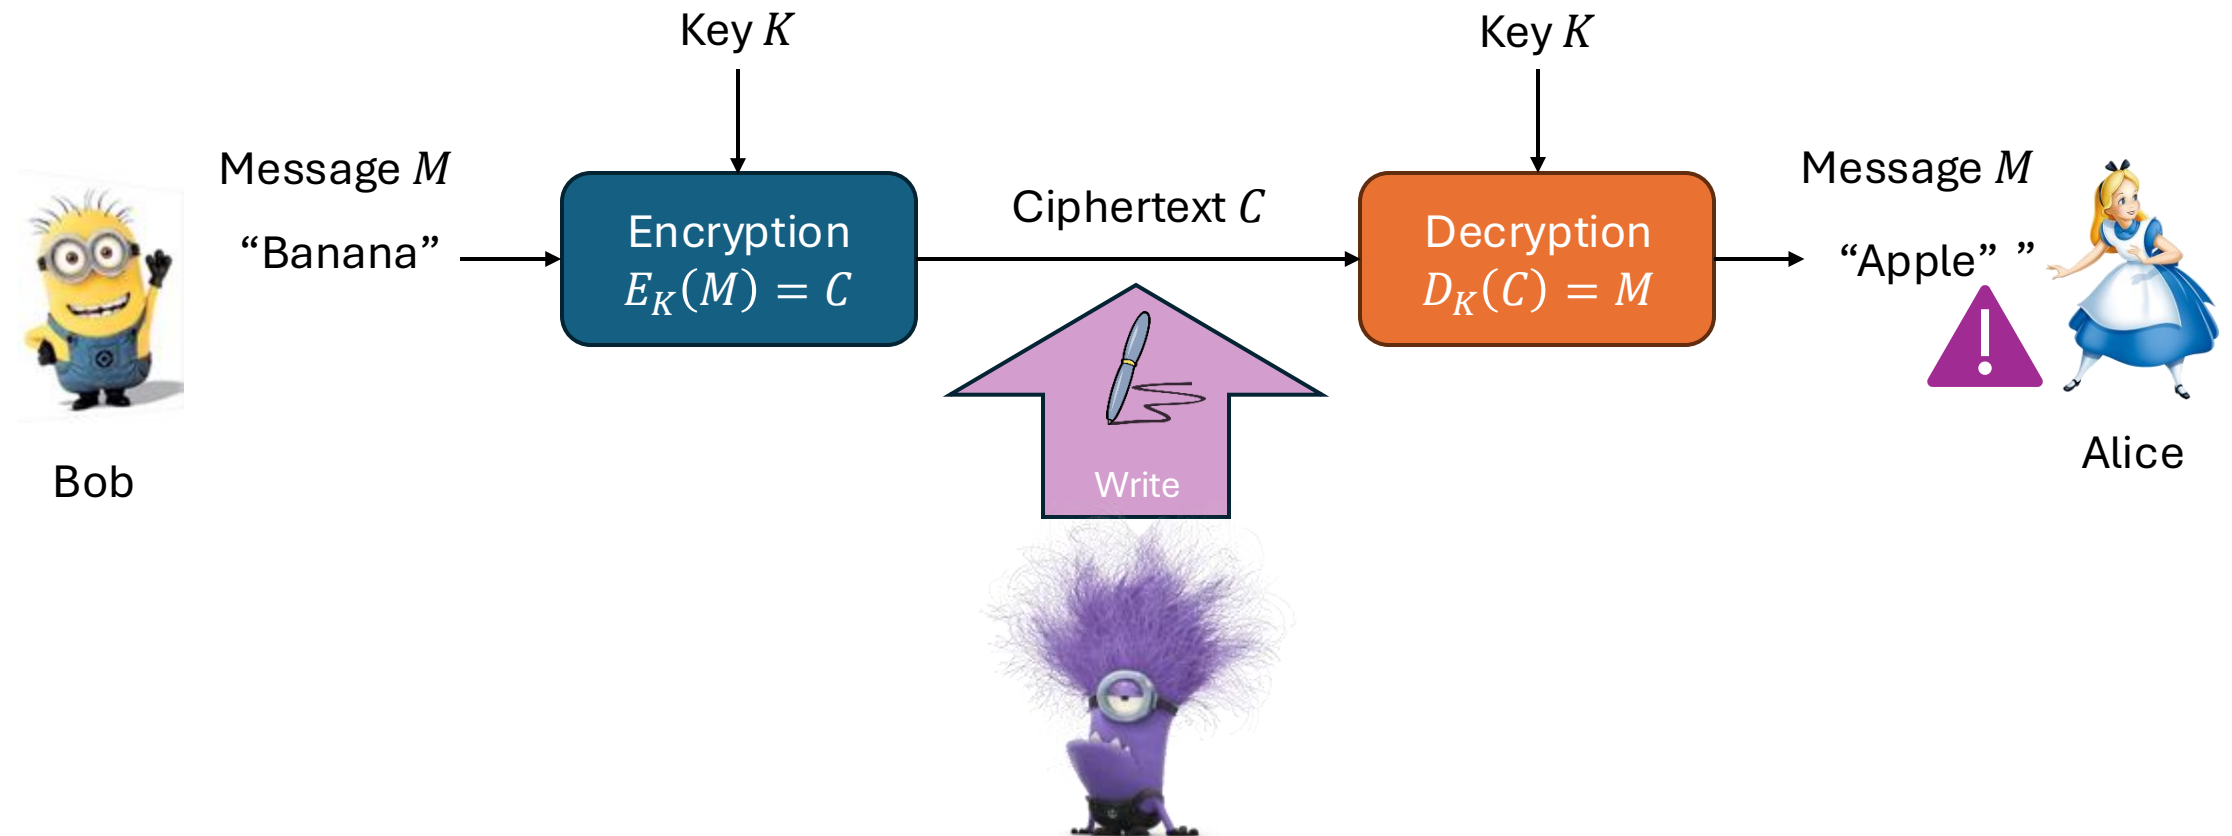 Key K
Key K
Message M
Message M
“Banana”
Encryption
E_K(M) = C
Ciphertext C
Decryption
D_K(C) = M
“Apple” ”
Write
Bob
Alice